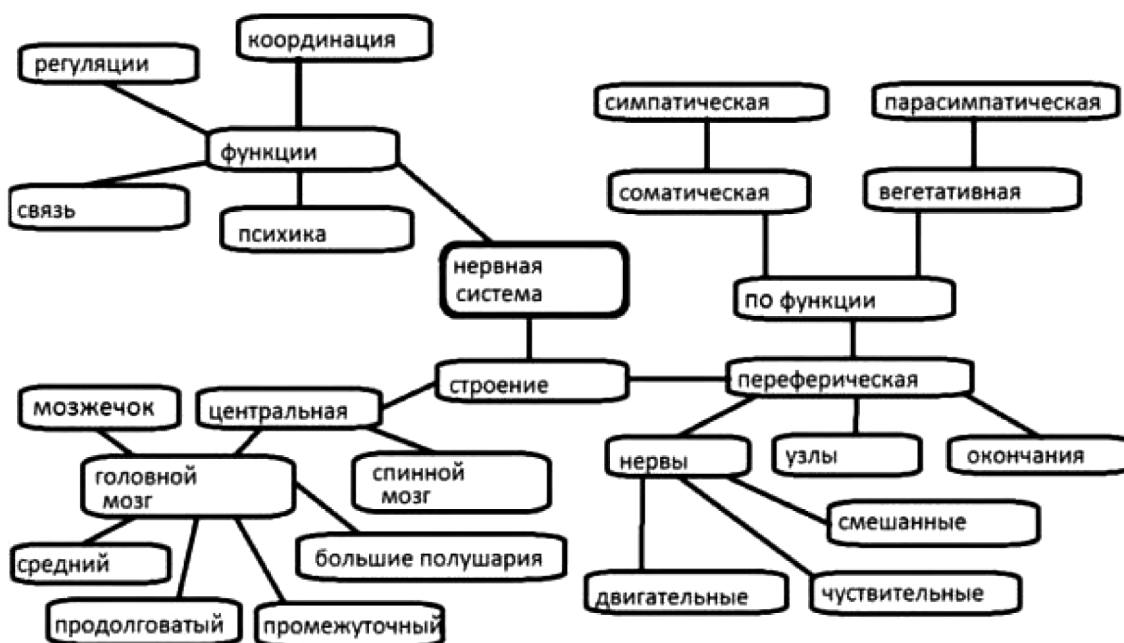 координация
регуляции
симпатическая
парасимпатическая
функции
соматическая
вегетативная
связь
психика
нервная
система
по функции
строение
переферическая
мозжечок
центральная
нервы
узлы
окончания
головной
мозг
спинной
мозг
смешанные
средний
большие полушария
двигательные
чуствительные
продолговатый
промежуточный